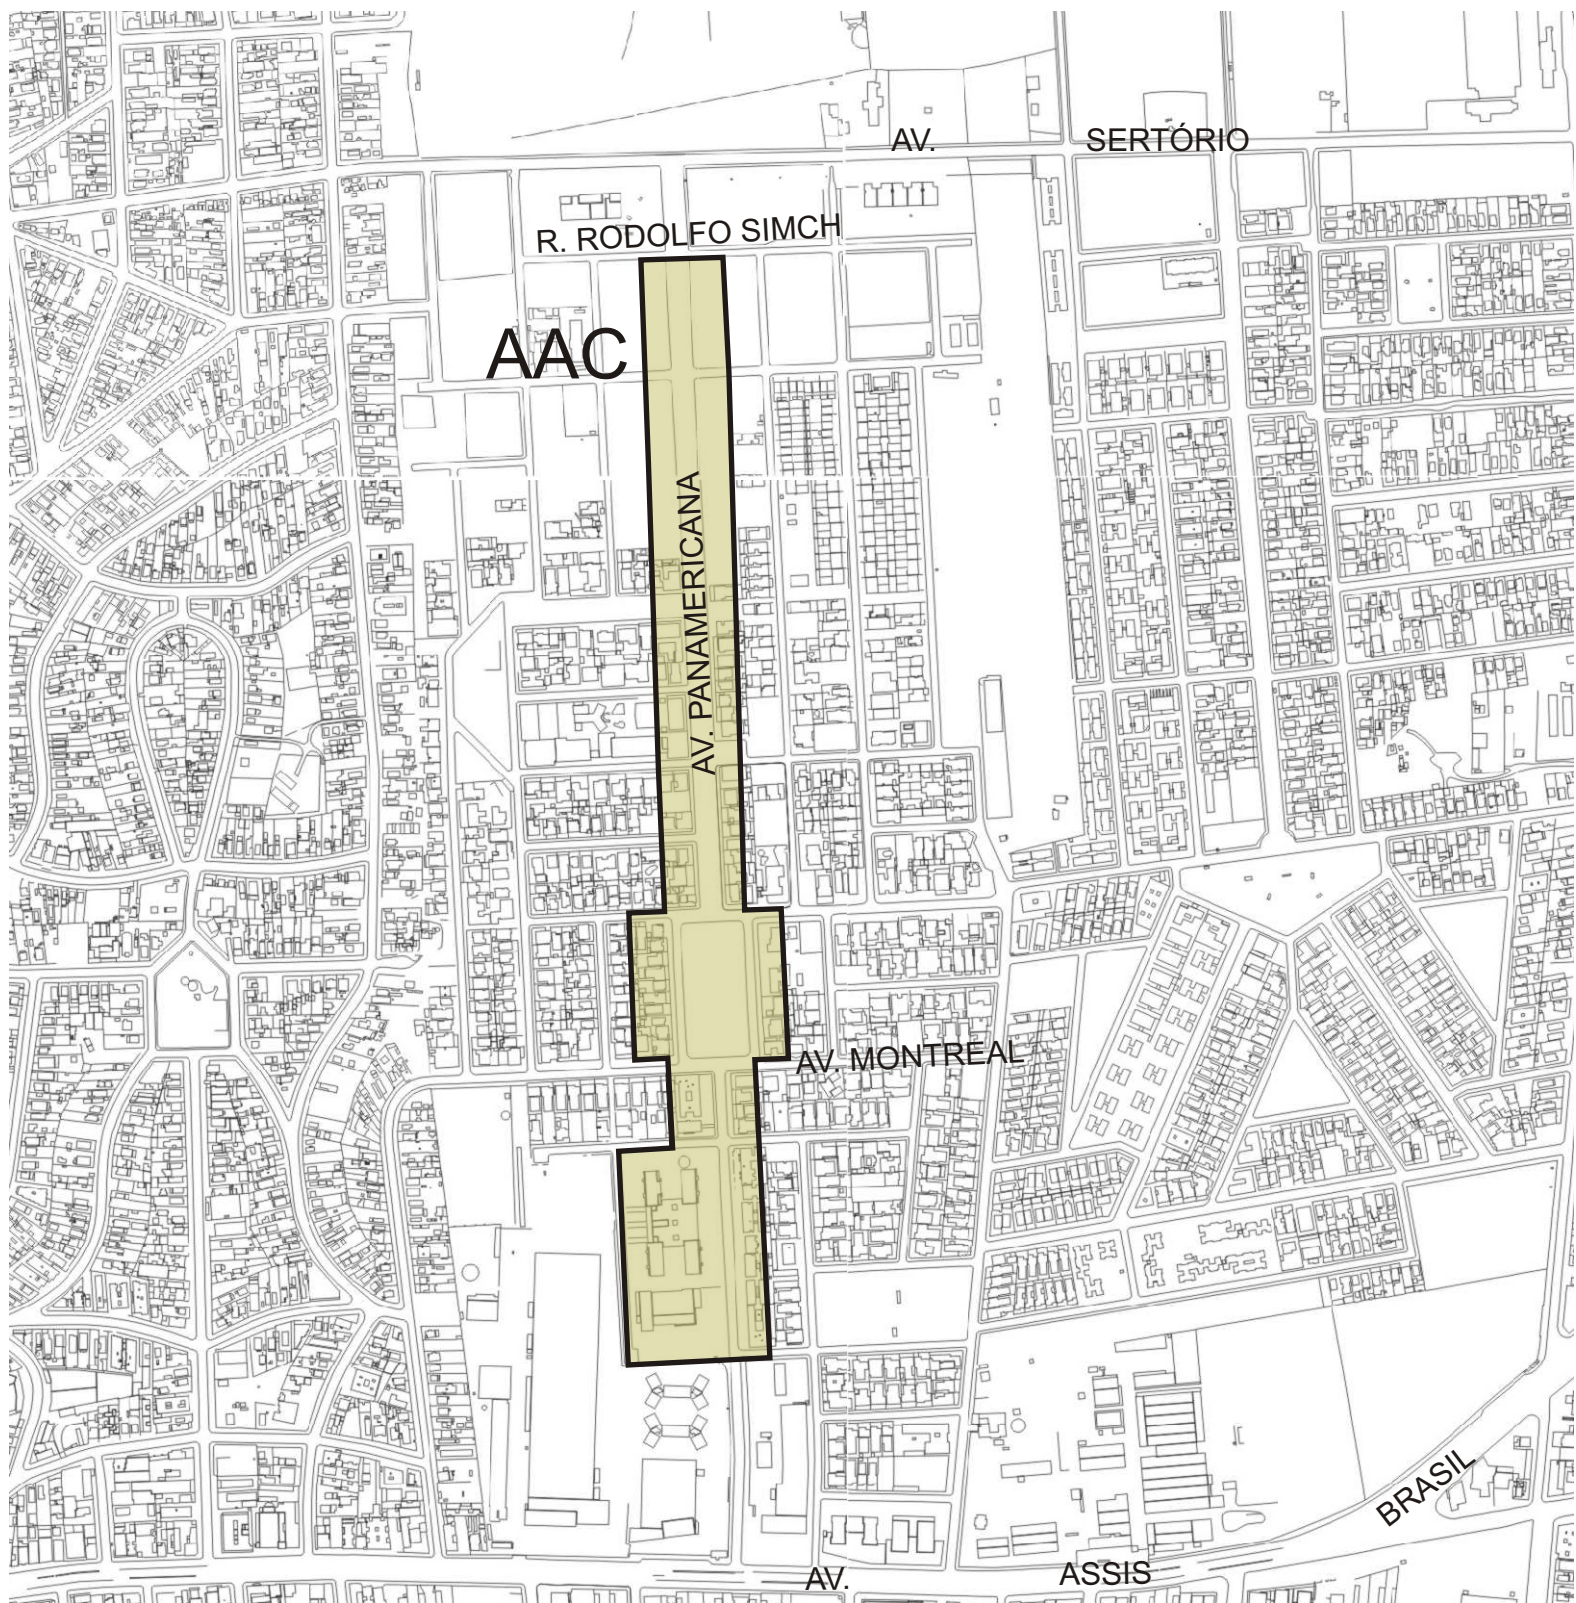 AV. SERTÓRIO
R. RODOLFO SIMCH
AAC
AV. PANAMERICANA
AV. MONTREAL
BRASIL
AV. ASSIS